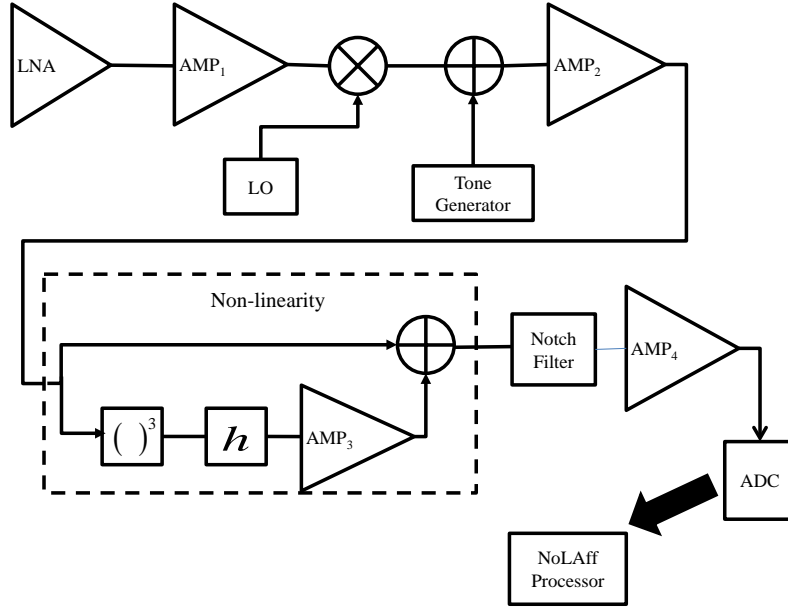 LNA
AMP₁
AMP₂
LO
Tone
Generator
Non-linearity
Notch
Filter
AMP₄
( )³
h
AMP₃
ADC
NoLAff
Processor